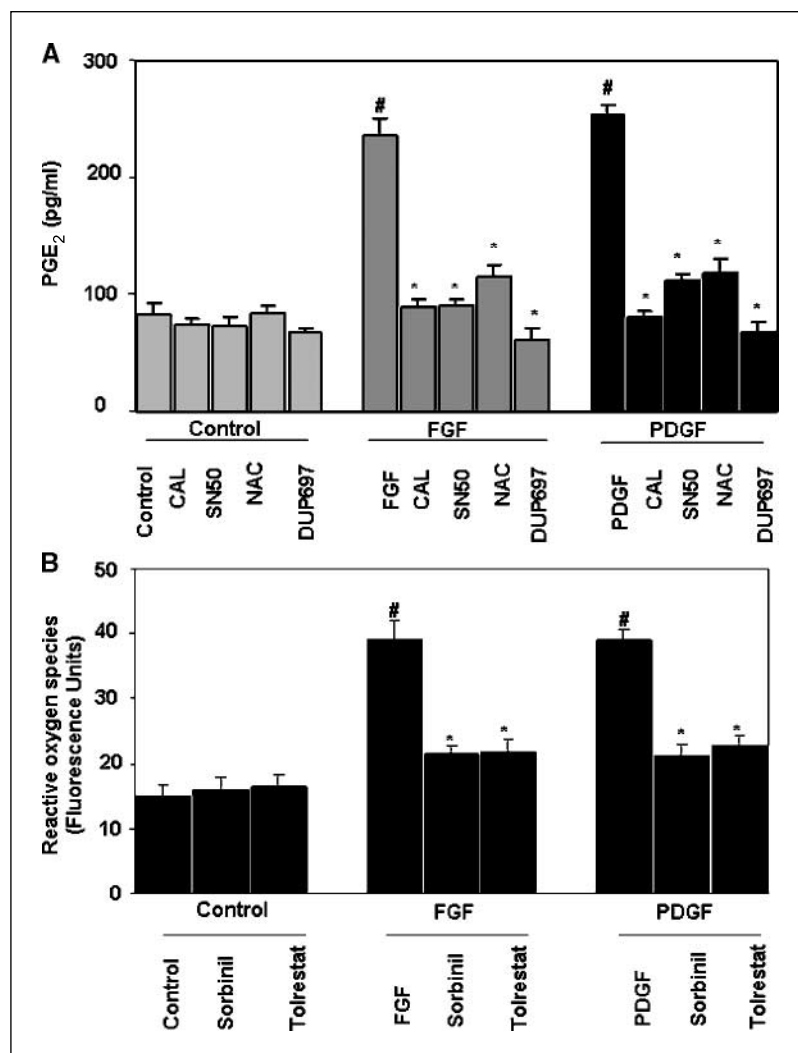 A
300
200
100
0
PGE₂ (pg/ml)
#
*
*
*
*
#
*
*
*
*
Control
FGF
PDGF
Control
CAL
SN50
NAC
DUP697
FGF
CAL
SN50
NAC
DUP697
PDGF
CAL
SN50
NAC
DUP697
B
50
40
30
20
10
0
Reactive oxygen species
(Fluorescence Units)
#
*
*
#
*
*
Control
FGF
PDGF
Control
Sorbinil
Tolrestat
FGF
Sorbinil
Tolrestat
PDGF
Sorbinil
Tolrestat